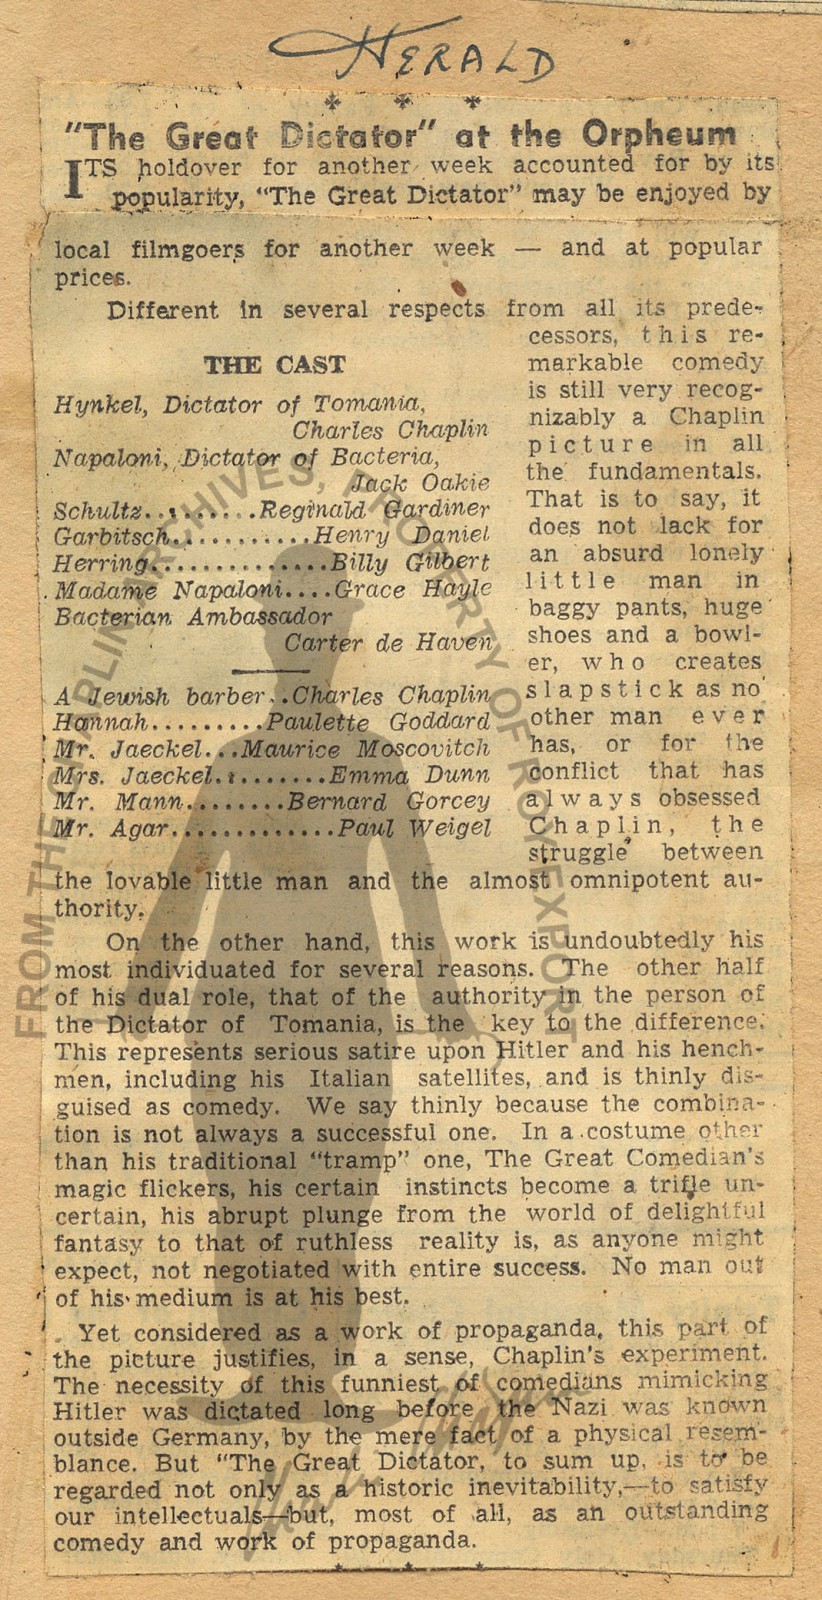 HERALD
"The Great Dictator" at the Orpheum
ITS holdover for another week accounted for by its
popularity, "The Great Dictator" may be enjoyed by
local filmgoers for another week — and at popular
prices.
Different in several respects from all its prede-
cessors, this re-
markable comedy
is still very recog-
nizably a Chaplin
picture in all
the fundamentals.
That is to say, it
does not lack for
an absurd lonely
little man in
baggy pants, huge
shoes and a bowl-
er, who creates
slapstick as no
other man ever
has, or for the
conflict that has
always obsessed
Chaplin, the
struggle between
THE CAST
Hynkel, Dictator of Tomania,
Charles Chaplin
Napaloni, Dictator of Bacteria,
Jack Oakie
Schultz.........Reginald Gardiner
Garbitsch...........Henry Daniel
Herring..............Billy Gilbert
Madame Napaloni....Grace Hayle
Bacterian Ambassador
Carter de Haven
A Jewish barber..Charles Chaplin
Hannah.........Paulette Goddard
Mr. Jaeckel...Maurice Moscovitch
Mrs. Jaeckel.........Emma Dunn
Mr. Mann........Bernard Gorcey
Mr. Agar.............Paul Weigel
the lovable little man and the almost omnipotent au-
thority.
On the other hand, this work is undoubtedly his
most individuated for several reasons. The other half
of his dual role, that of the authority in the person of
the Dictator of Tomania, is the key to the difference.
This represents serious satire upon Hitler and his hench-
men, including his Italian satellites, and is thinly dis-
guised as comedy. We say thinly because the combina-
tion is not always a successful one. In a costume other
than his traditional "tramp" one, The Great Comedian's
magic flickers, his certain instincts become a trifle un-
certain, his abrupt plunge from the world of delightful
fantasy to that of ruthless reality is, as anyone might
expect, not negotiated with entire success. No man out
of his medium is at his best.
Yet considered as a work of propaganda, this part of
the picture justifies, in a sense, Chaplin's experiment.
The necessity of this funniest of comedians mimicking
Hitler was dictated long before the Nazi was known
outside Germany, by the mere fact of a physical resem-
blance. But "The Great Dictator, to sum up, is to be
regarded not only as a historic inevitability,—to satisfy
our intellectuals—but, most of all, as an outstanding
comedy and work of propaganda.
FROM THE CHAPLIN ARCHIVES, PROPERTY OF ROY EXPORT